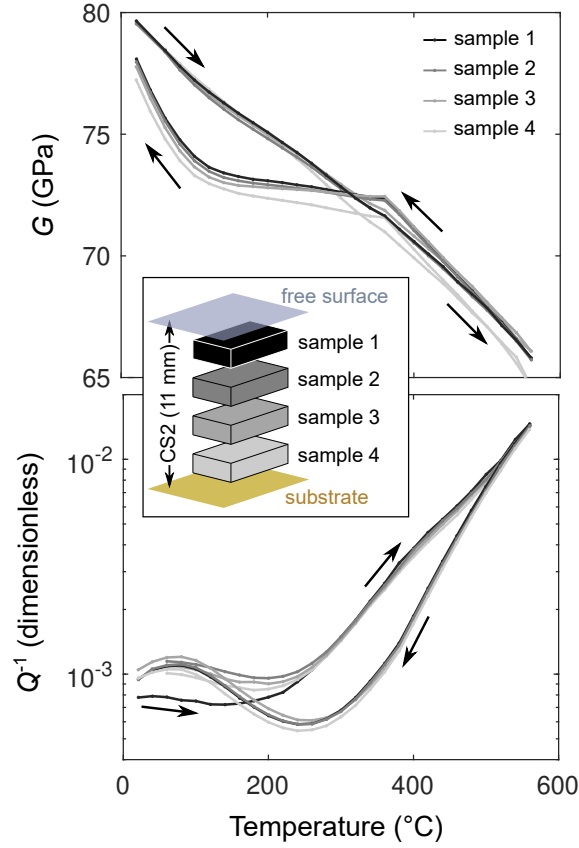 80
75
70
65
G (GPa)
sample 1
sample 2
sample 3
sample 4
free surface
CS2 (11 mm)
sample 1
sample 2
sample 3
sample 4
substrate
10-2
10-3
Q-1 (dimensionless)
0 200 400 600
Temperature (°C)